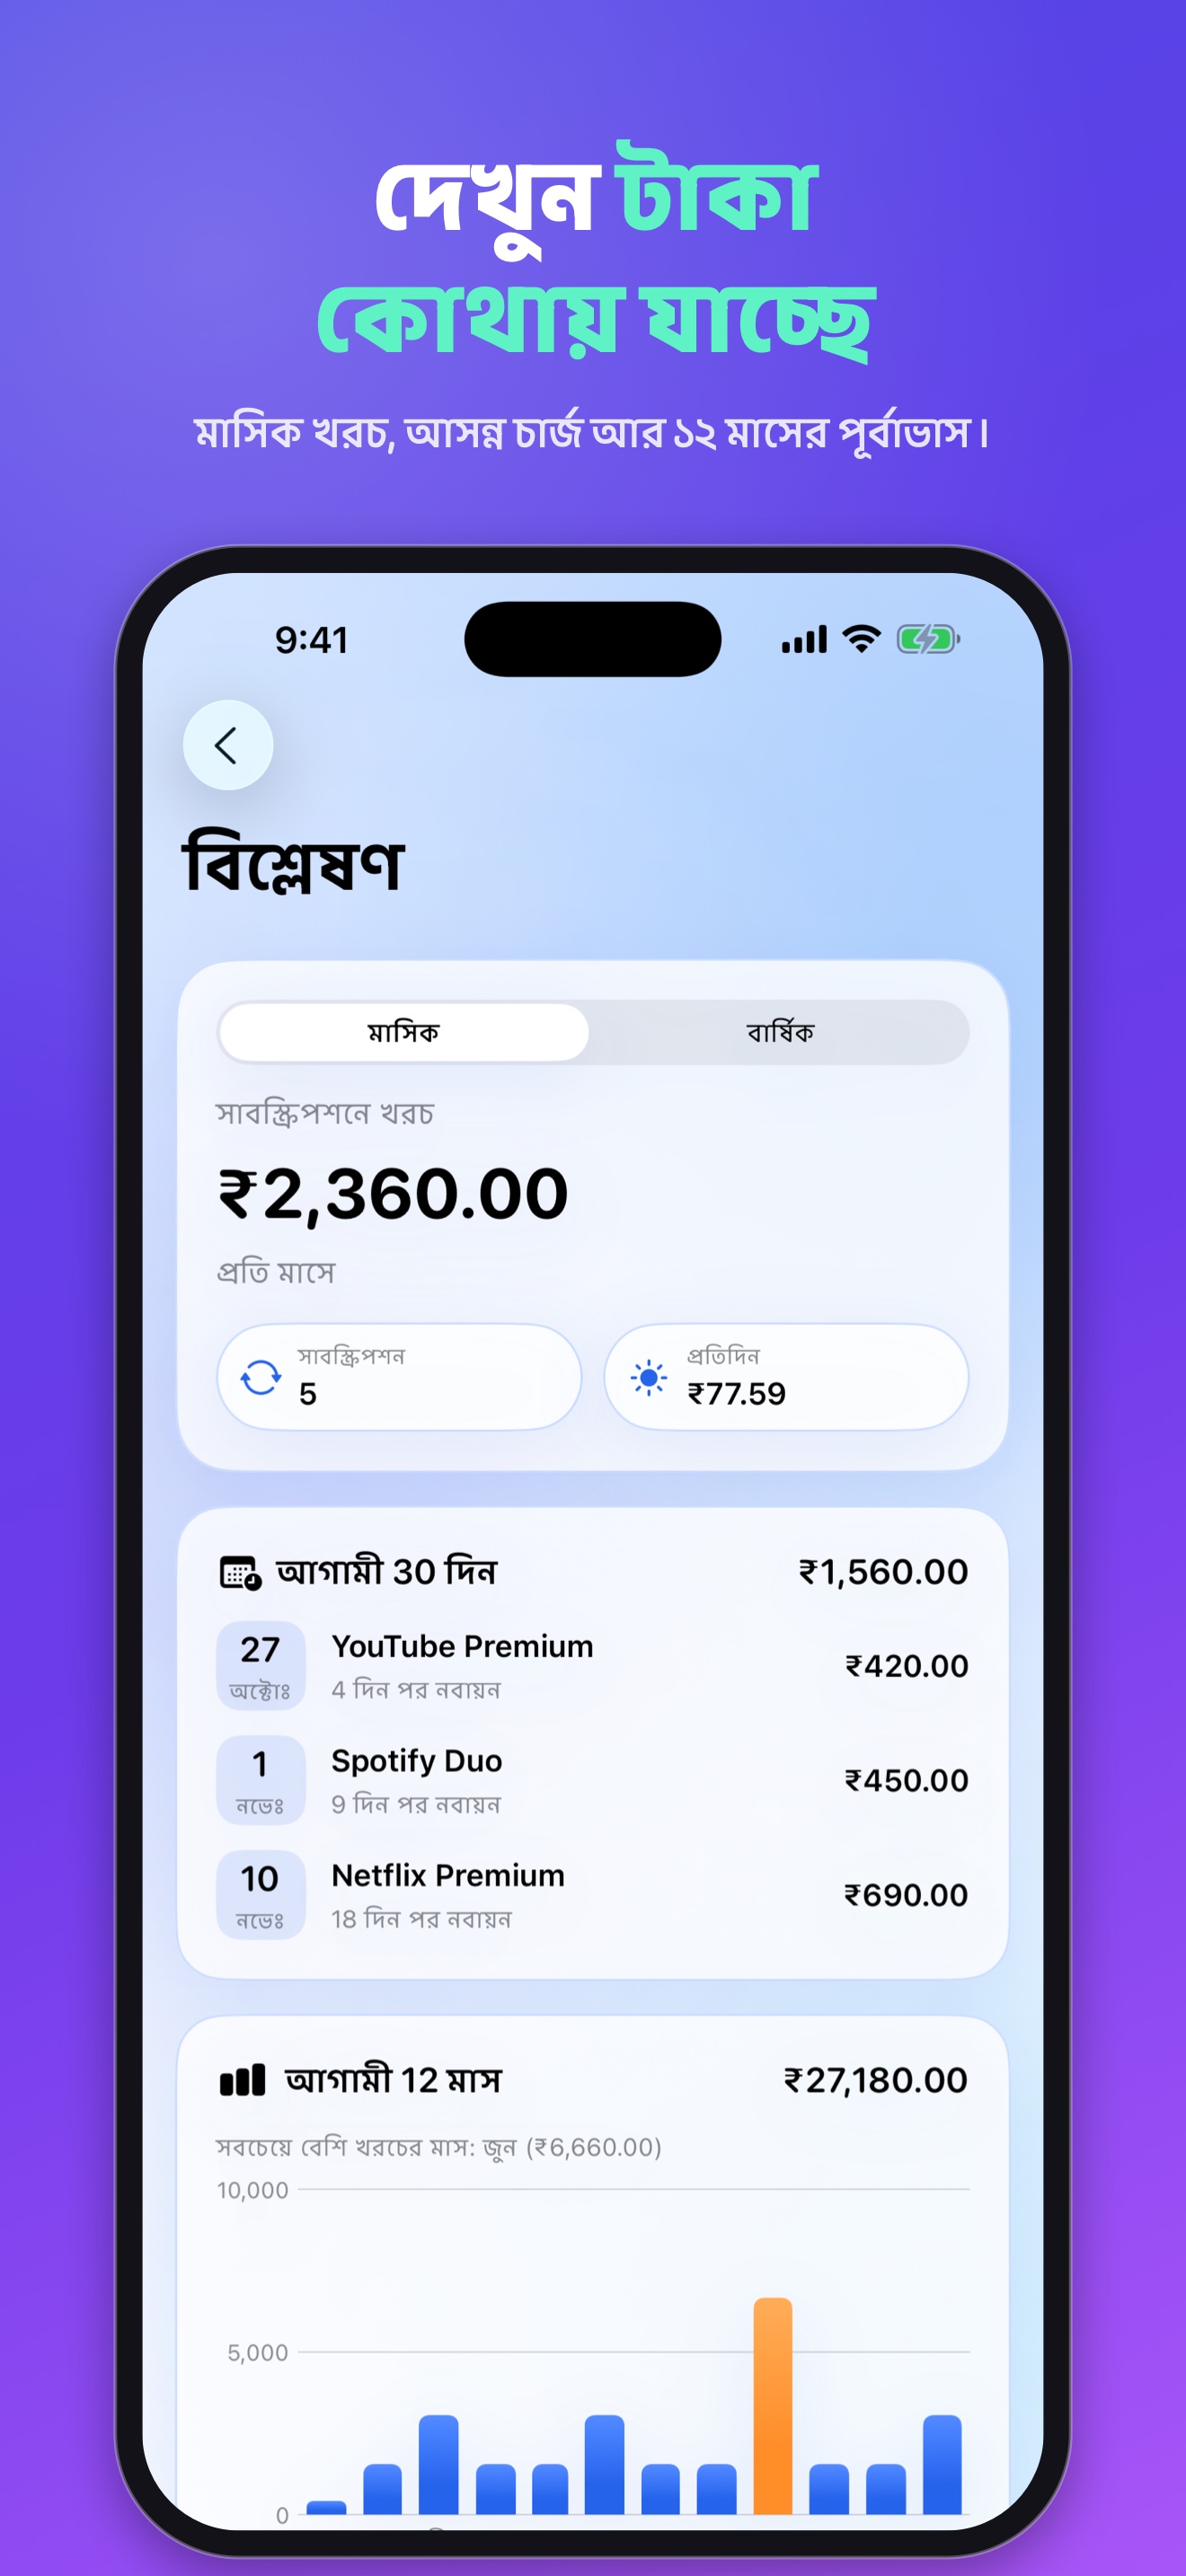 দেখুন টাকা
কোথায় যাচ্ছে
মাসিক খরচ, আসন্ন চার্জ আর ১২ মাসের পূর্বাভাস।
9:41
বিশ্লেষণ
মাসিক
বার্ষিক
সাবস্ক্রিপশনে খরচ
₹2,360.00
প্রতি মাসে
সাবস্ক্রিপশন
5
প্রতিদিন
₹77.59
আগামী 30 দিন
₹1,560.00
27
অক্টোঃ
YouTube Premium
4 দিন পর নবায়ন
₹420.00
1
নভেঃ
Spotify Duo
9 দিন পর নবায়ন
₹450.00
10
নভেঃ
Netflix Premium
18 দিন পর নবায়ন
₹690.00
আগামী 12 মাস
₹27,180.00
সবচেয়ে বেশি খরচের মাস: জুন (₹6,660.00)
10,000
5,000
0